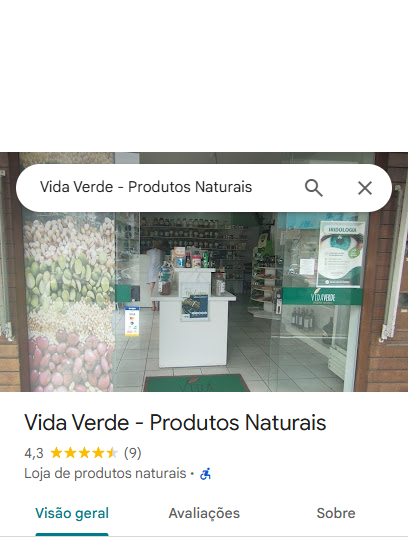 Vida Verde - Produtos Naturais
IRIDOLOGIA
VIDA VERDE
VIDA
Vida Verde - Produtos Naturais
4,3 (9)
Loja de produtos naturais •
Visão geral Avaliações Sobre